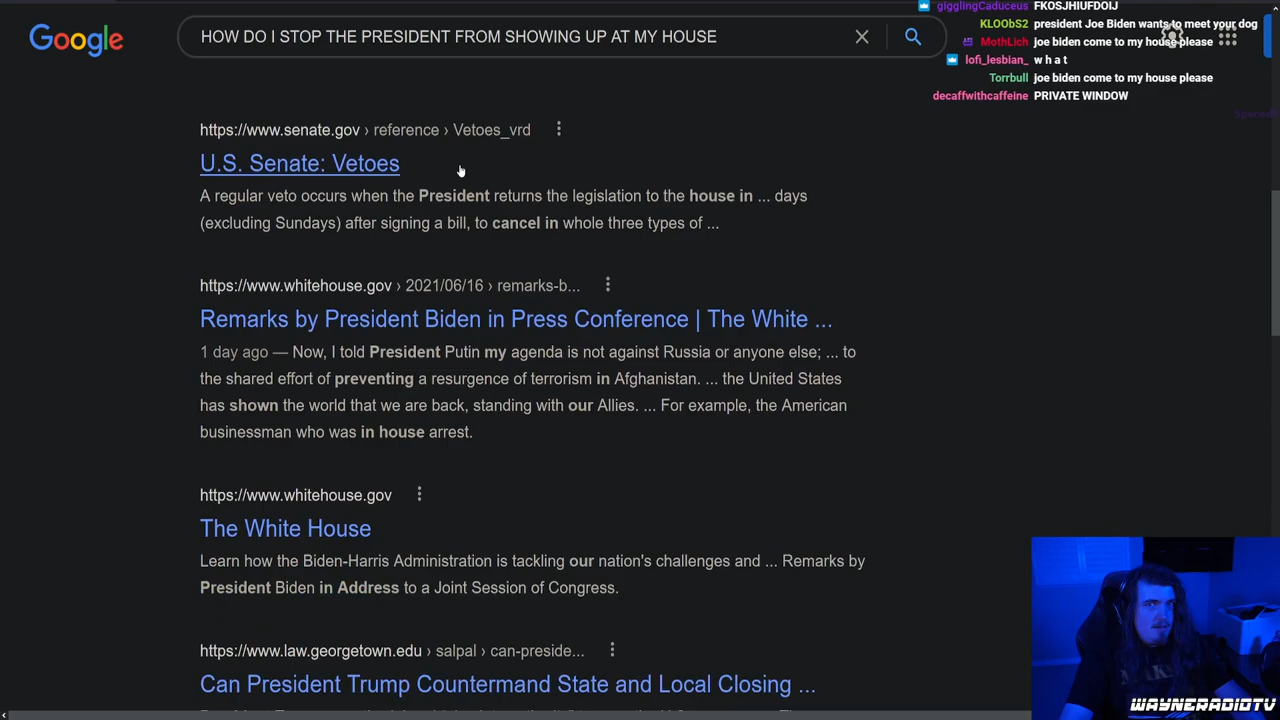 Google
HOW DO I STOP THE PRESIDENT FROM SHOWING UP AT MY HOUSE
gigglingCaduceus FKOSJHIUFDOIJ
KLOObS2 president Joe Biden wants to meet your dog
MothLich joe biden come to my house please
lofi_lesbian_ w h a t
Torrbull joe biden come to my house please
decaffwithcaffeine PRIVATE WINDOW
https://www.senate.gov › reference › Vetoes_vrd
U.S. Senate: Vetoes
A regular veto occurs when the President returns the legislation to the house in ... days
(excluding Sundays) after signing a bill, to cancel in whole three types of ...
https://www.whitehouse.gov › 2021/06/16 › remarks-b...
Remarks by President Biden in Press Conference | The White ...
1 day ago — Now, I told President Putin my agenda is not against Russia or anyone else; ... to
the shared effort of preventing a resurgence of terrorism in Afghanistan. ... the United States
has shown the world that we are back, standing with our Allies. ... For example, the American
businessman who was in house arrest.
https://www.whitehouse.gov
The White House
Learn how the Biden-Harris Administration is tackling our nation's challenges and ... Remarks by
President Biden in Address to a Joint Session of Congress.
https://www.law.georgetown.edu › salpal › can-preside...
Can President Trump Countermand State and Local Closing ...
WAYNERADIOTV